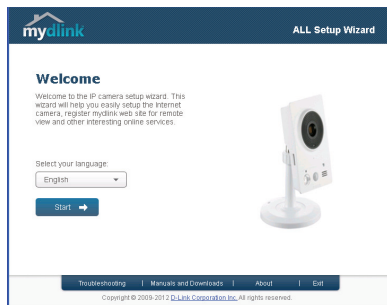 mydlink
ALL Setup Wizard
Welcome
Welcome to the IP camera setup wizard. This
wizard will help you easily setup the Internet
camera, register mydlink web site for remote
view and other interesting online services.
Select your language:
English
Start
Troubleshooting | Manuals and Downloads | About | Exit
Copyright © 2009-2012 D-Link Corporation Inc. All rights reserved.